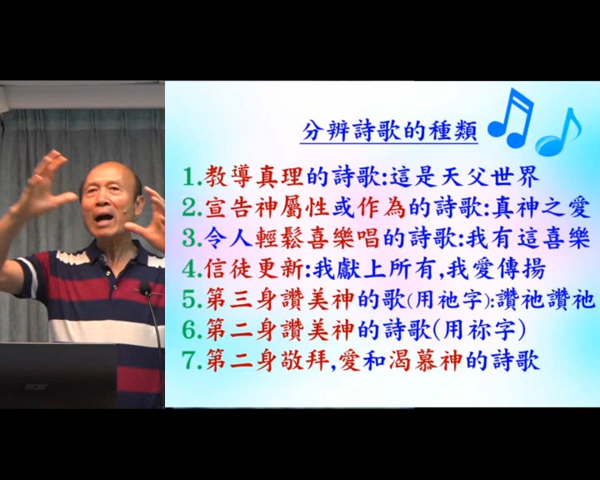 分辨詩歌的種類
1.教導真理的詩歌:這是天父世界
2.宣告神屬性或作為的詩歌:真神之愛
3.令人輕鬆喜樂唱的詩歌:我有這喜樂
4.信徒更新:我獻上所有,我愛傳揚
5.第三身讚美神的歌(用祂字):讚祂讚祂
6.第二身讚美神的詩歌(用祢字)
7.第二身敬拜,愛和渴慕神的詩歌
acer